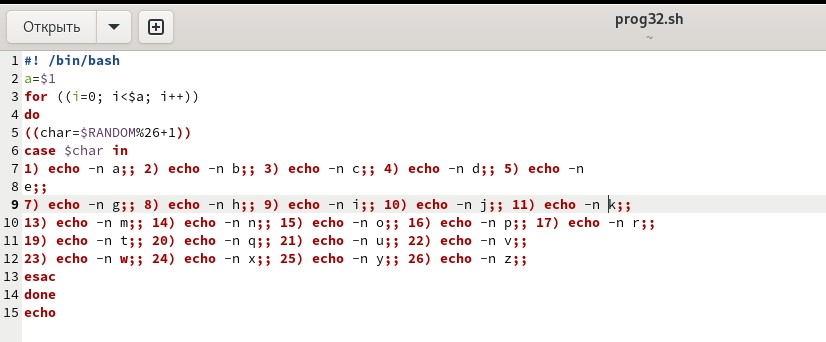 Открыть
prog32.sh
~
1 #! /bin/bash
2 a=$1
3 for ((i=0; i<$a; i++))
4 do
5 ((char=$RANDOM%26+1))
6 case $char in
7 1) echo -n a;; 2) echo -n b;; 3) echo -n c;; 4) echo -n d;; 5) echo -n
8 e;;
9 7) echo -n g;; 8) echo -n h;; 9) echo -n i;; 10) echo -n j;; 11) echo -n k;;
10 13) echo -n m;; 14) echo -n n;; 15) echo -n o;; 16) echo -n p;; 17) echo -n r;;
11 19) echo -n t;; 20) echo -n q;; 21) echo -n u;; 22) echo -n v;;
12 23) echo -n w;; 24) echo -n x;; 25) echo -n y;; 26) echo -n z;;
13 esac
14 done
15 echo